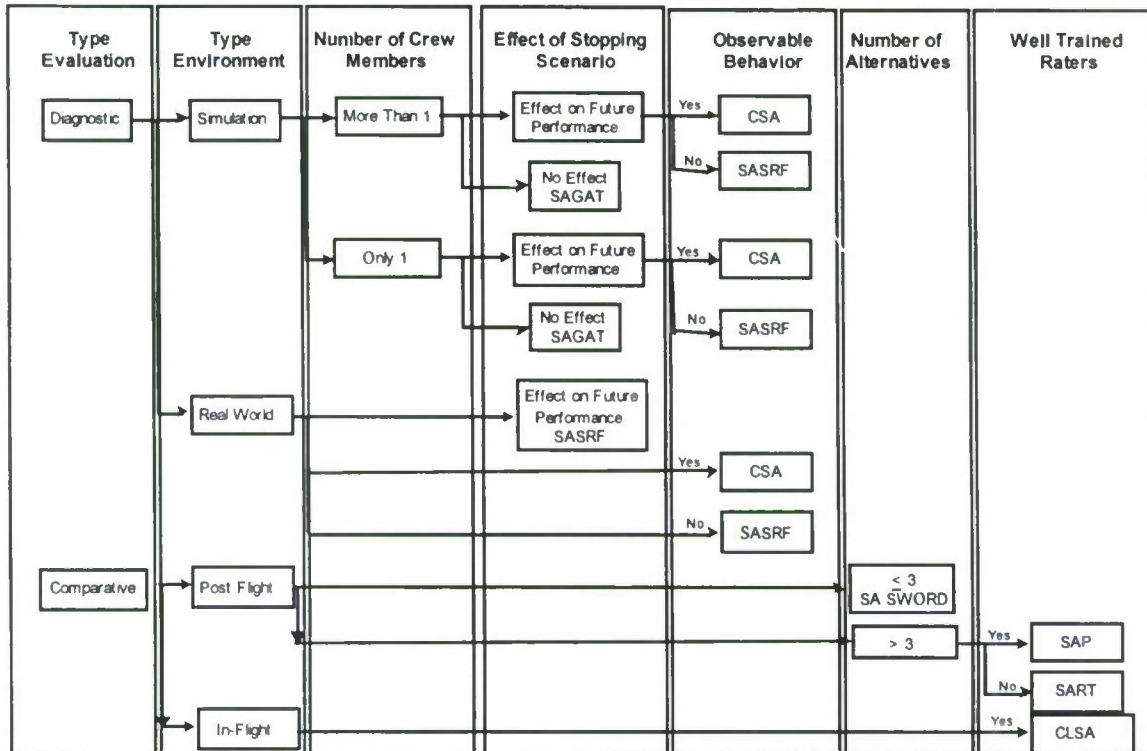 Type Evaluation
Type Environment
Number of Crew Members
Effect of Stopping Scenario
Observable Behavior
Number of Alternatives
Well Trained Raters
Diagnostic
Simulation
More Than 1
Effect on Future
Performance
Yes
CSA
No
SASRF
No Effect
SAGAT
Only 1
Effect on Future
Performance
Yes
CSA
No Effect
SAGAT
No
SASRF
Real World
Effect on Future
Performance
SASRF
Yes
CSA
No
SASRF
Comparative
Post Flight
≤ 3
SA SWORD
> 3
Yes
SAP
No
SART
In-Flight
Yes
CLSA